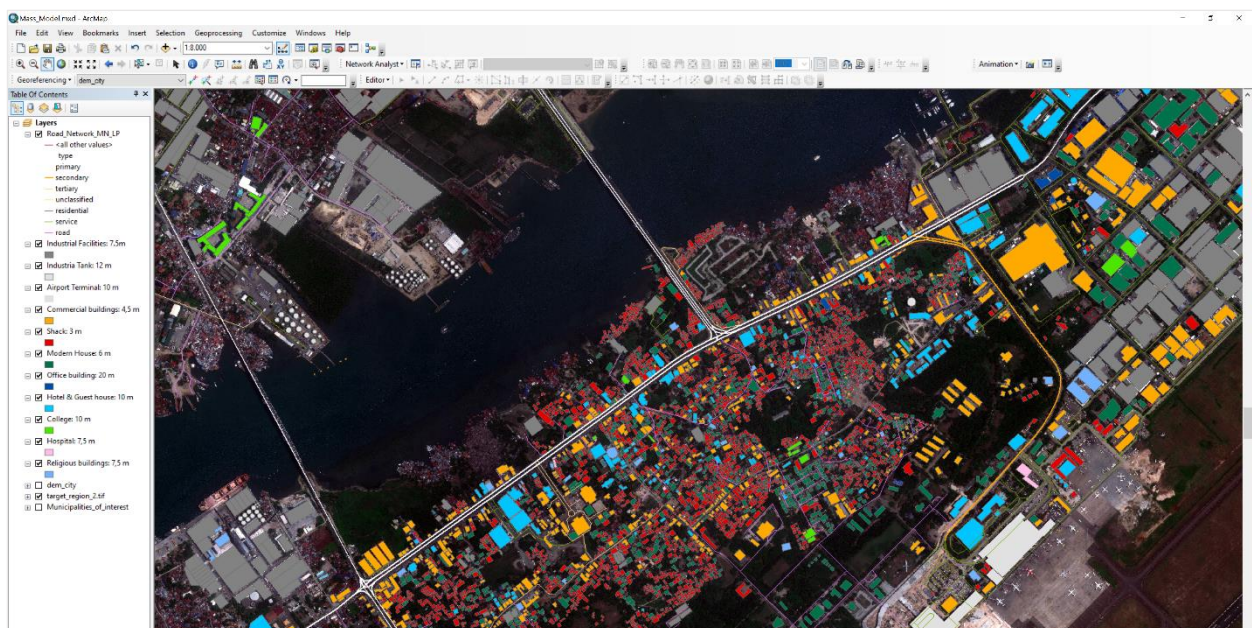 Mass_Model.mxd - ArcMap
File Edit View Bookmarks Insert Selection Geoprocessing Customize Windows Help
1:8.000
Network Analyst
Animation
Georeferencing dem_city
Editor
Table Of Contents
Layers
Road_Network_MN_LP
<all other values>
type
primary
secondary
tertiary
unclassified
residential
service
road
Industrial Facilities: 7,5m
Industria Tank: 12 m
Airport Terminal: 10 m
Commercial buildings: 4,5 m
Shack: 3 m
Modern House: 6 m
Office building: 20 m
Hotel & Guest house: 10 m
College: 10 m
Hospital: 7,5 m
Religious buildings: 7,5 m
dem_city
target_region_2.tif
Municipalities_of_interest